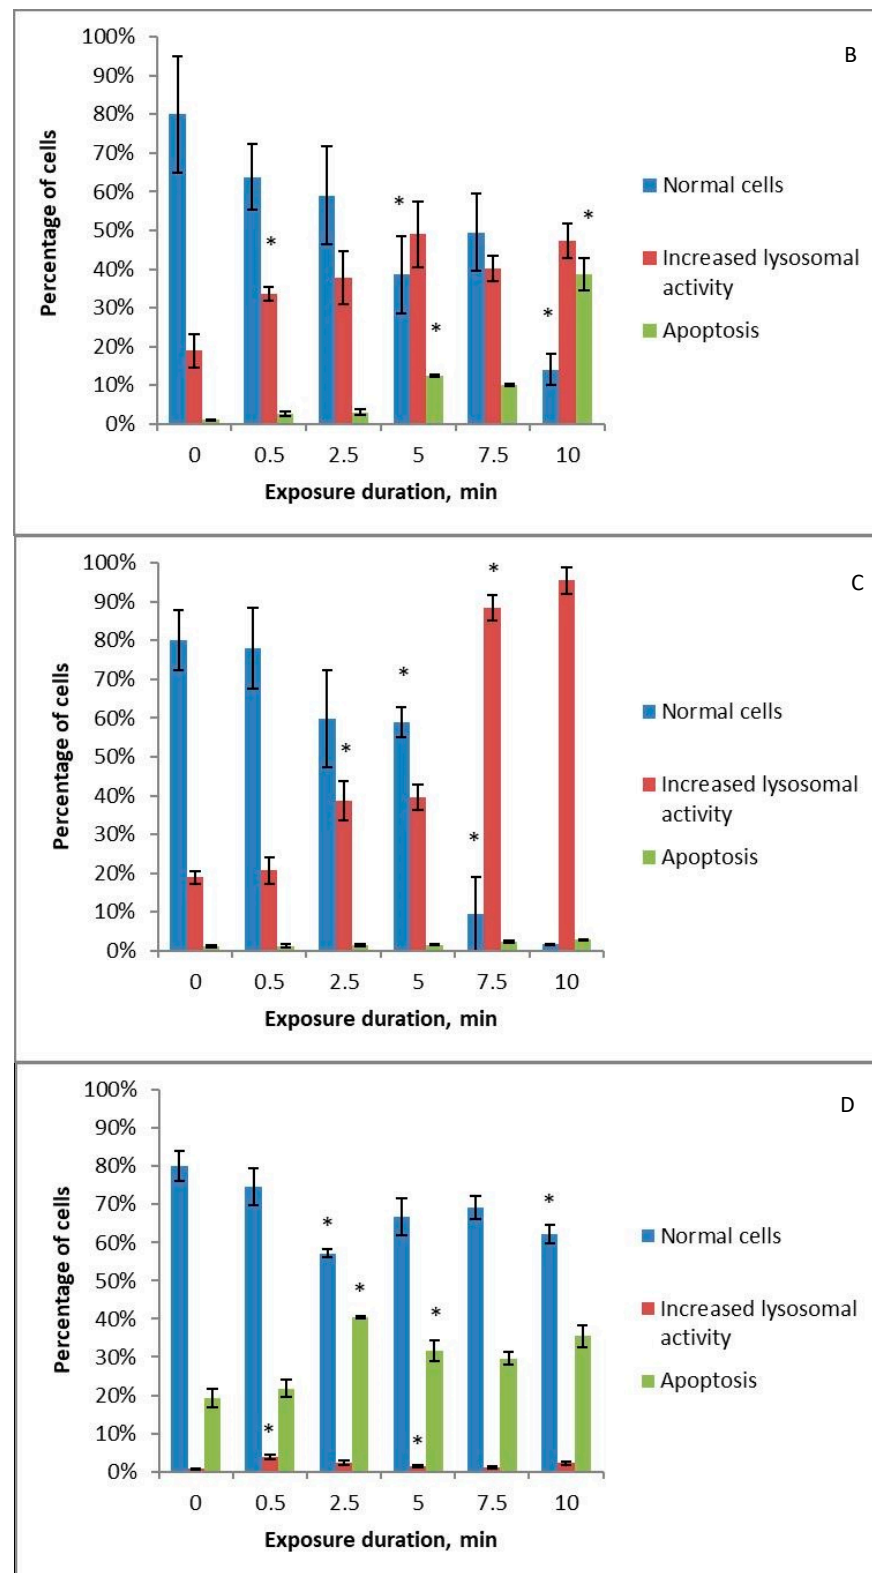 B
100%
90%
80%
70%
60%
50%
40%
30%
20%
10%
0%
Percentage of cells
* * * * * *
0 0.5 2.5 5 7.5 10
Exposure duration, min
Normal cells
Increased lysosomal
activity
Apoptosis
C
100%
90%
80%
70%
60%
50%
40%
30%
20%
10%
0%
Percentage of cells
* * * *
0 0.5 2.5 5 7.5 10
Exposure duration, min
Normal cells
Increased lysosomal
activity
Apoptosis
D
100%
90%
80%
70%
60%
50%
40%
30%
20%
10%
0%
Percentage of cells
* * * * * *
0 0.5 2.5 5 7.5 10
Exposure duration, min
Normal cells
Increased lysosomal
activity
Apoptosis